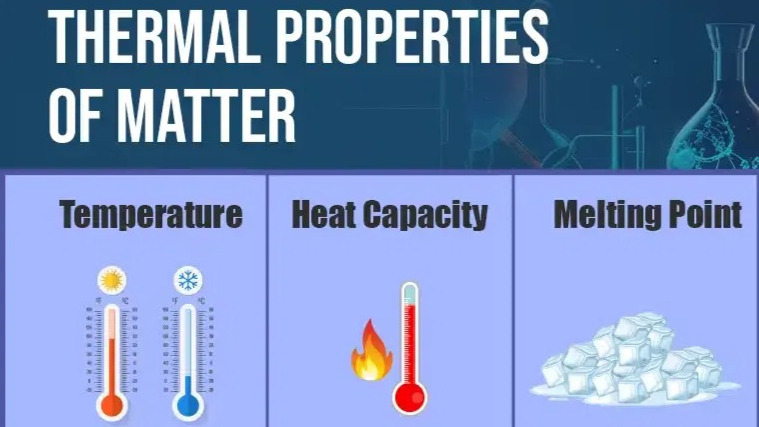 THERMAL PROPERTIES
OF MATTER
Temperature
Heat Capacity
Melting Point
°F °C
°F °C